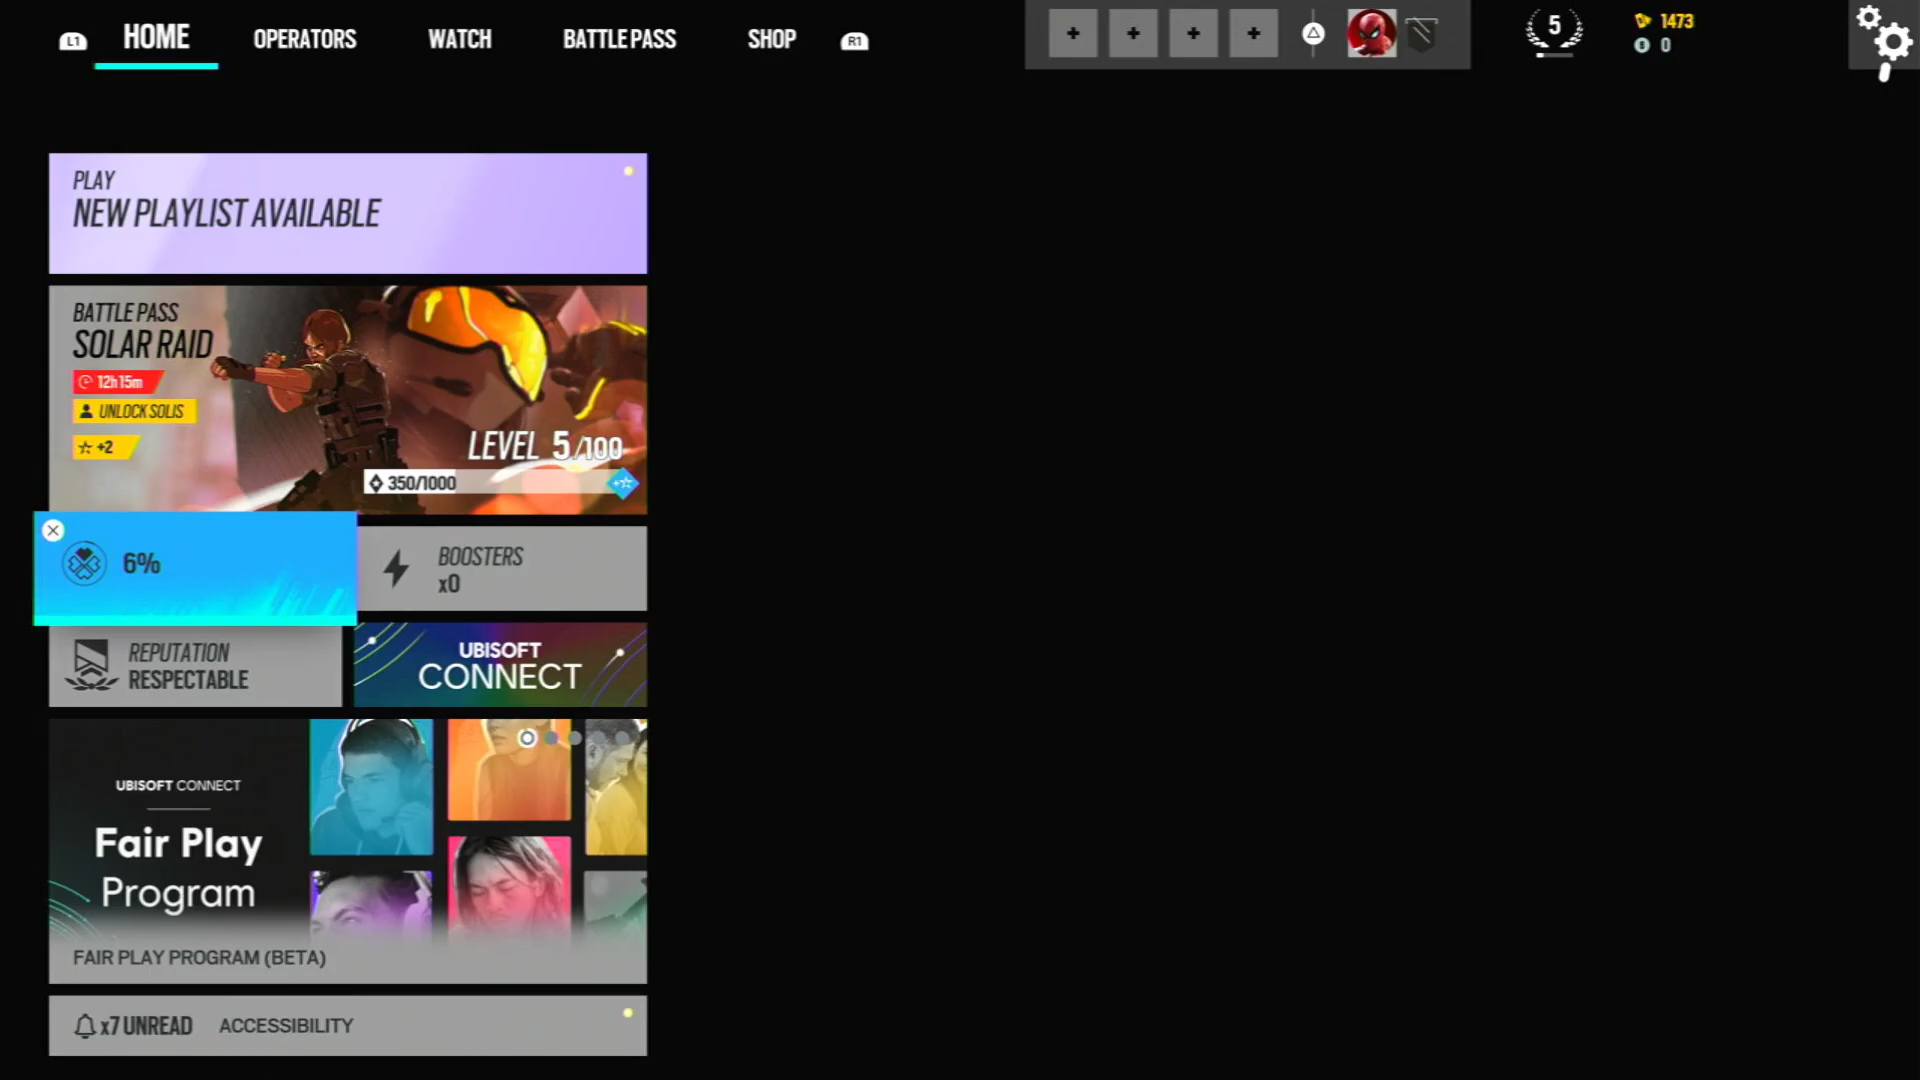 L1
HOME
OPERATORS
WATCH
BATTLE PASS
SHOP
R1
5
1473
0
PLAY
NEW PLAYLIST AVAILABLE
BATTLE PASS
SOLAR RAID
12h 15m
UNLOCK SOLIS
+2
LEVEL 5/100
350/1000
6%
BOOSTERS
x0
REPUTATION
RESPECTABLE
UBISOFT
CONNECT
UBISOFT CONNECT
Fair Play
Program
FAIR PLAY PROGRAM (BETA)
x7 UNREAD ACCESSIBILITY